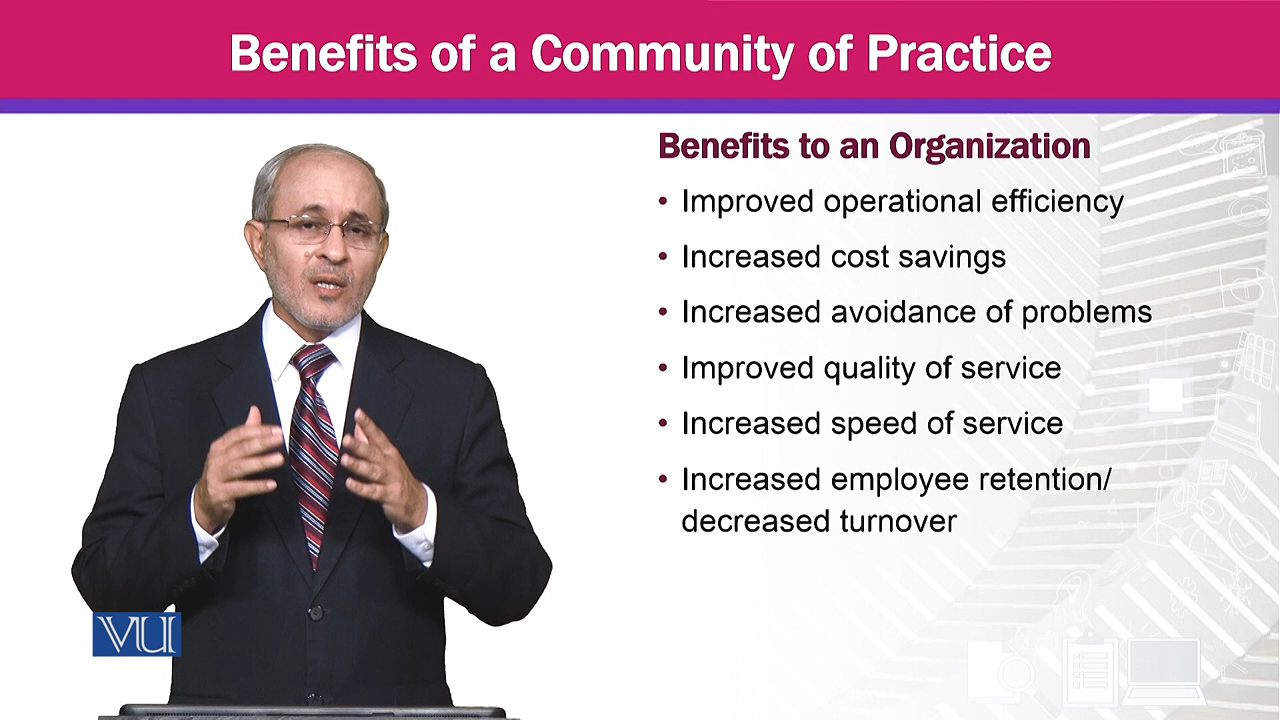 Benefits of a Community of Practice
Benefits to an Organization
• Improved operational efficiency
• Increased cost savings
• Increased avoidance of problems
• Improved quality of service
• Increased speed of service
• Increased employee retention/
decreased turnover
VU